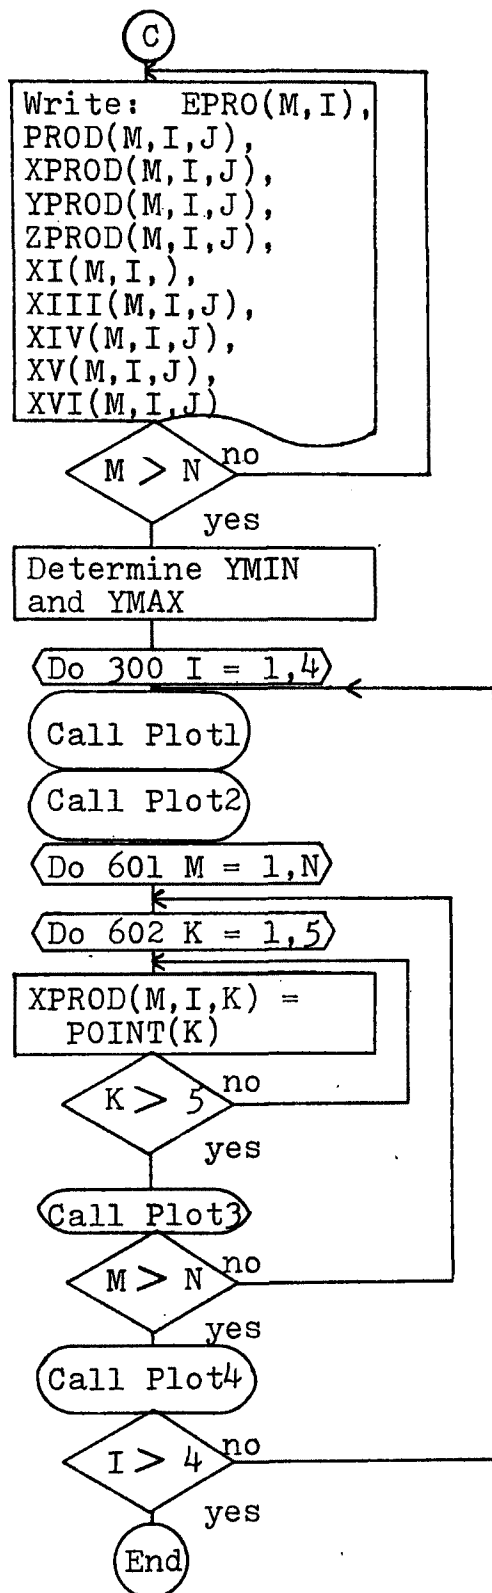 C
Write: EPRO(M,I),
PROD(M,I,J),
XPROD(M,I,J),
YPROD(M,I,J),
ZPROD(M,I,J),
XI(M,I,),
XIII(M,I,J),
XIV(M,I,J),
XV(M,I,J),
XVI(M,I,J)
M > N
no
yes
Determine YMIN
and YMAX
Do 300 I = 1,4
Call Plot1
Call Plot2
Do 601 M = 1,N
Do 602 K = 1,5
XPROD(M,I,K) =
POINT(K)
K > 5
no
yes
Call Plot3
M > N
no
yes
Call Plot4
I > 4
no
yes
End